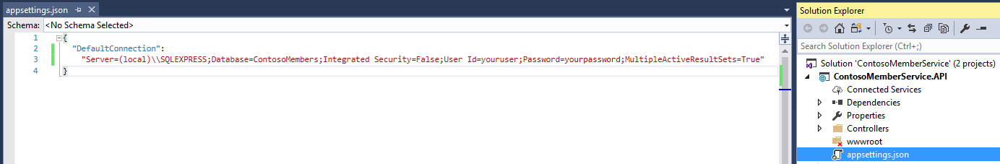 appsettings.json
Schema: <No Schema Selected>
1 {
2 "DefaultConnection":
3 "Server=(local)\\SQLEXPRESS;Database=ContosoMembers;Integrated Security=False;User Id=youruser;Password=yourpassword;MultipleActiveResultSets=True"
4 }
Solution Explorer
Search Solution Explorer (Ctrl+;)
Solution 'ContosoMemberService' (2 projects)
ContosoMemberService.API
Connected Services
Dependencies
Properties
Controllers
wwwroot
appsettings.json